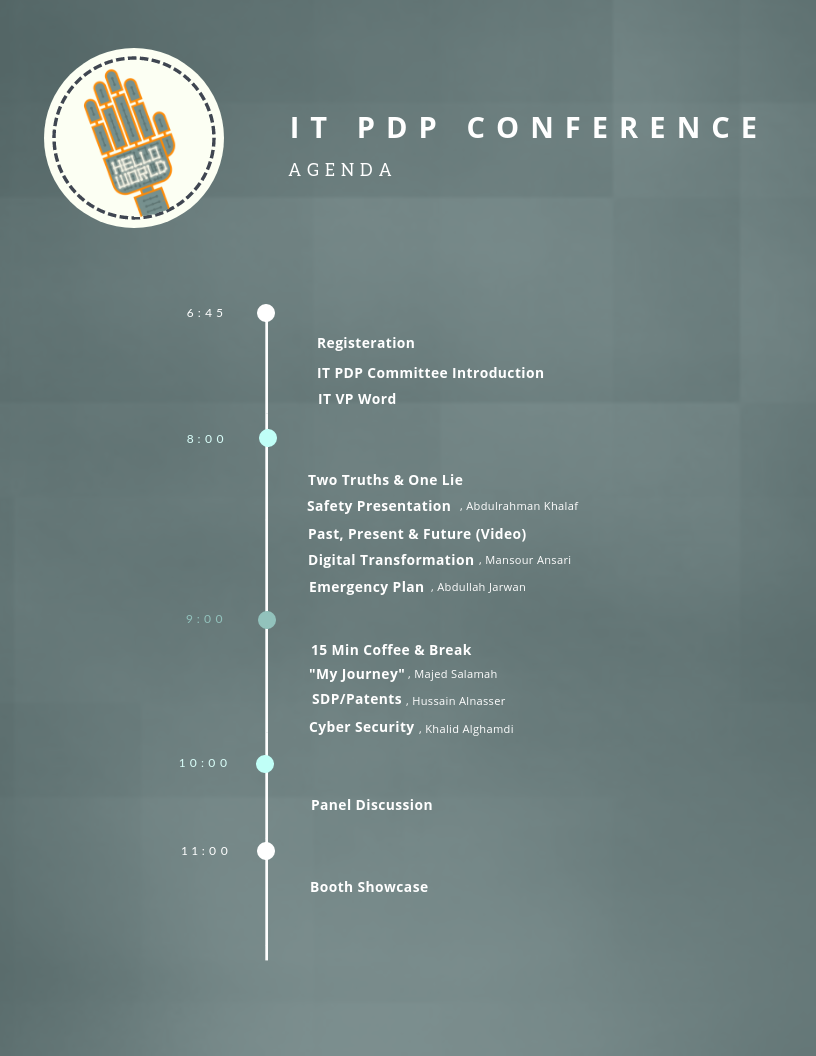 HELLO
WORLD
IT PDP CONFERENCE
AGENDA
6:45
Registeration
IT PDP Committee Introduction
IT VP Word
8:00
Two Truths & One Lie
Safety Presentation , Abdulrahman Khalaf
Past, Present & Future (Video)
Digital Transformation , Mansour Ansari
Emergency Plan , Abdullah Jarwan
9:00
15 Min Coffee & Break
"My Journey" , Majed Salamah
SDP/Patents , Hussain Alnasser
Cyber Security , Khalid Alghamdi
10:00
Panel Discussion
11:00
Booth Showcase